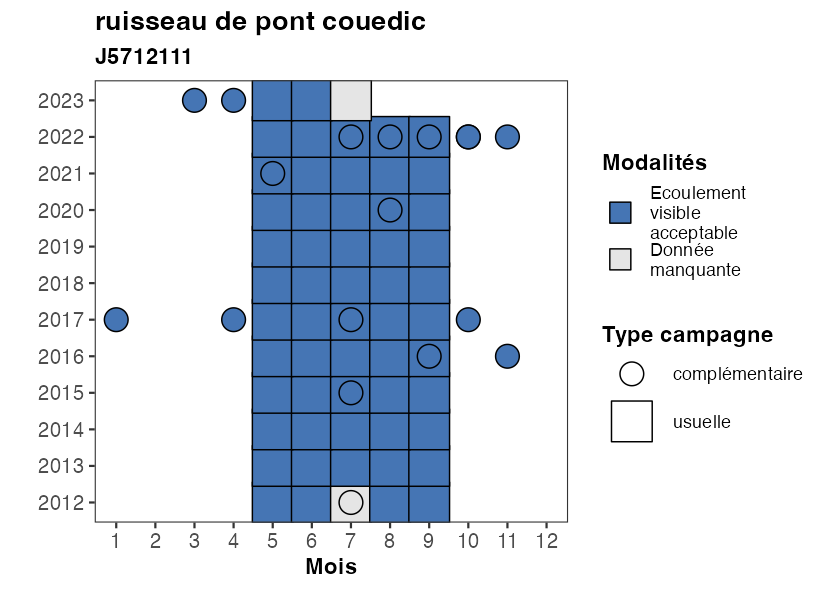 ruisseau de pont couedic
J5712111
2023
2022
2021
2020
2019
2018
2017
2016
2015
2014
2013
2012
1 2 3 4 5 6 7 8 9 10 11 12
Mois
Modalités
Ecoulement
visible
acceptable
Donnée
manquante
Type campagne
complémentaire
usuelle